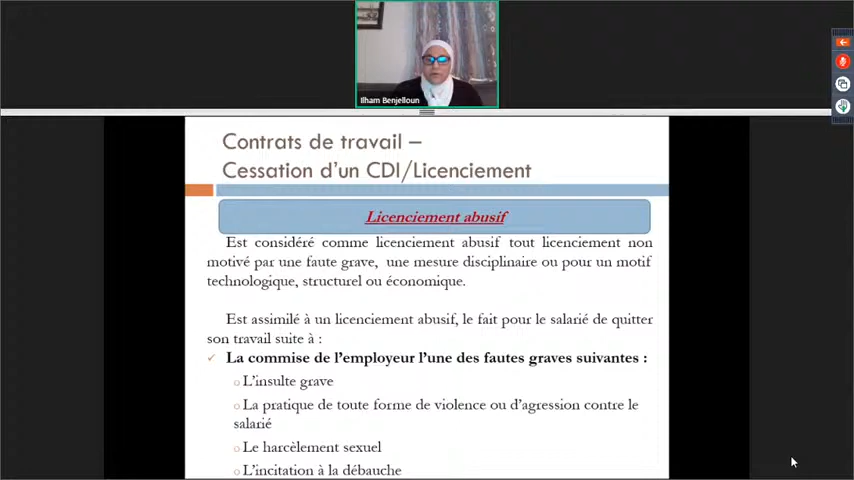 Ilham Benjelloun
Contrats de travail –
Cessation d'un CDI/Licenciement
Licenciement abusif
Est considéré comme licenciement abusif tout licenciement non
motivé par une faute grave, une mesure disciplinaire ou pour un motif
technologique, structurel ou économique.
Est assimilé à un licenciement abusif, le fait pour le salarié de quitter
son travail suite à :
✓ La commise de l'employeur l'une des fautes graves suivantes :
○ L'insulte grave
○ La pratique de toute forme de violence ou d'agression contre le
salarié
○ Le harcèlement sexuel
○ L'incitation à la débauche